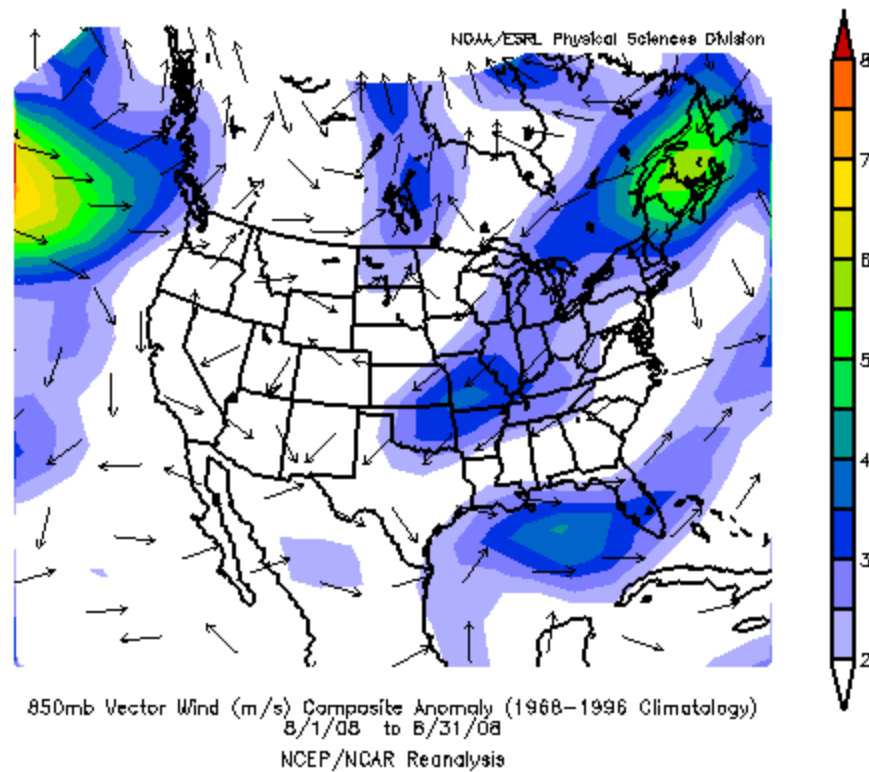 NOAA/ESRL Physical Sciences Division
8
7
6
5
4
3
2
850mb Vector Wind (m/s) Composite Anomaly (1968-1996 Climatology)
8/1/08 to 8/31/08
NCEP/NCAR Reanalysis